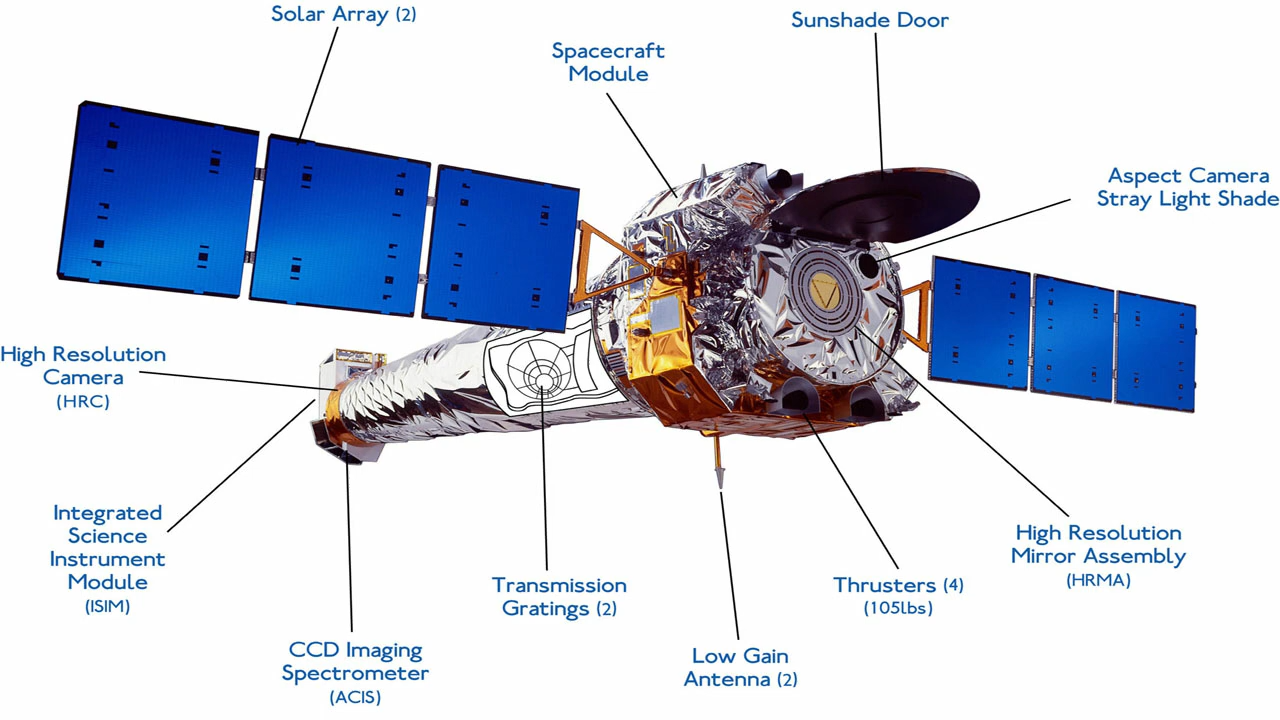 Solar Array (2)
Spacecraft
Module
Sunshade Door
Aspect Camera
Stray Light Shade
High Resolution
Camera
(HRC)
Integrated
Science
Instrument
Module
(ISIM)
CCD Imaging
Spectrometer
(ACIS)
Transmission
Gratings (2)
Low Gain
Antenna (2)
Thrusters (4)
(105lbs)
High Resolution
Mirror Assembly
(HRMA)